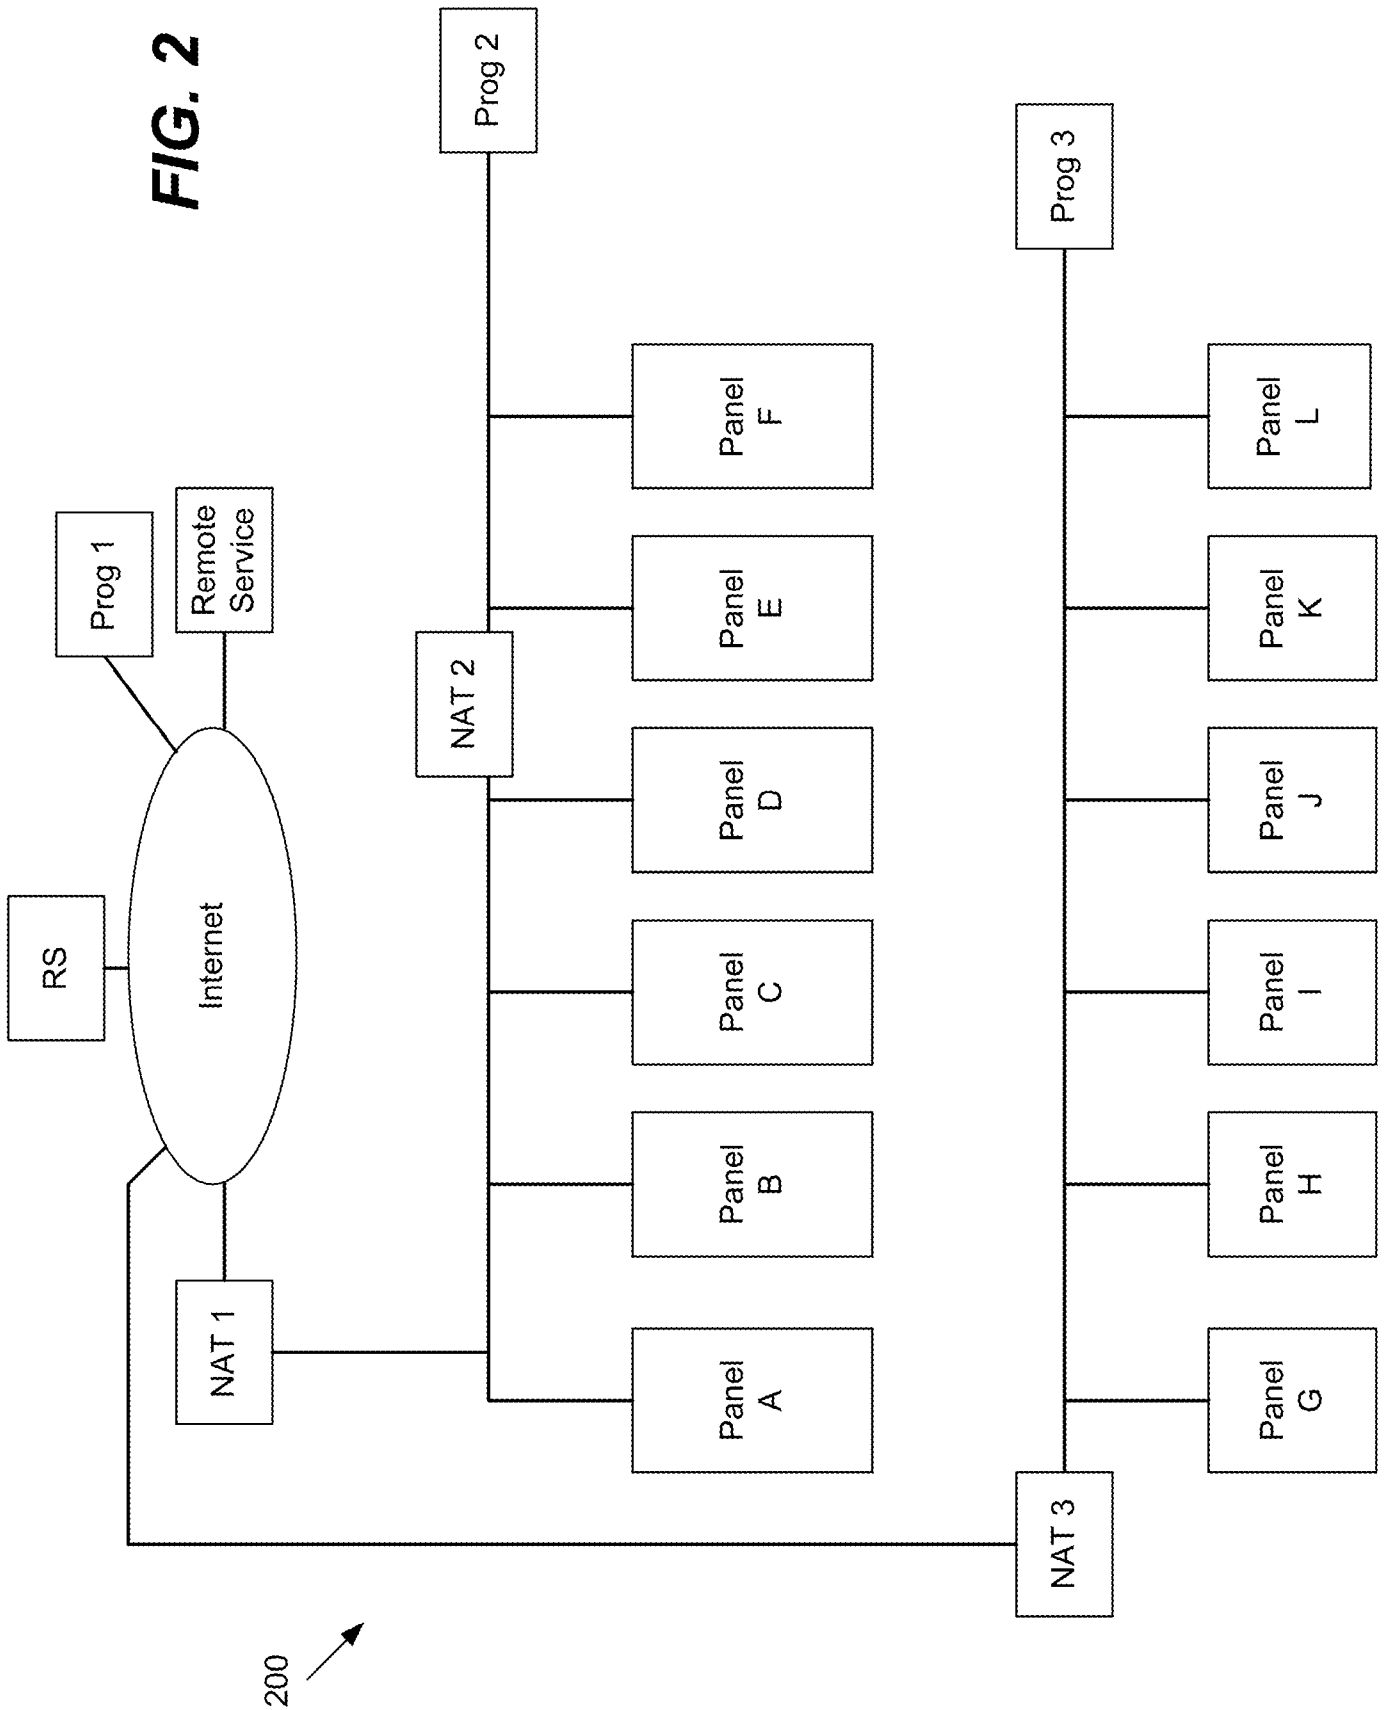 FIG. 2
200
RS
Prog 1
Internet
Remote
Service
NAT 1
NAT 2
Prog 2
Panel
A
Panel
B
Panel
C
Panel
D
Panel
E
Panel
F
NAT 3
Prog 3
Panel
G
Panel
H
Panel
I
Panel
J
Panel
K
Panel
L